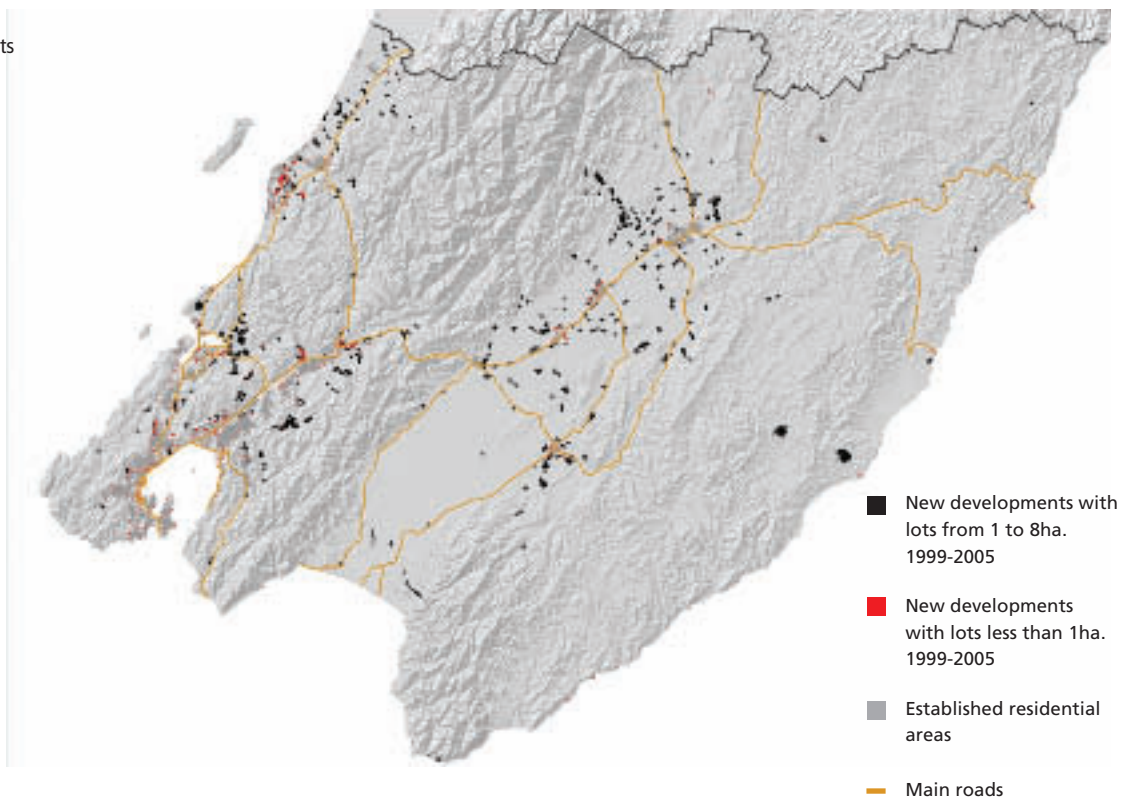 ts
New developments with
lots from 1 to 8ha.
1999-2005
New developments
with lots less than 1ha.
1999-2005
Established residential
areas
Main roads